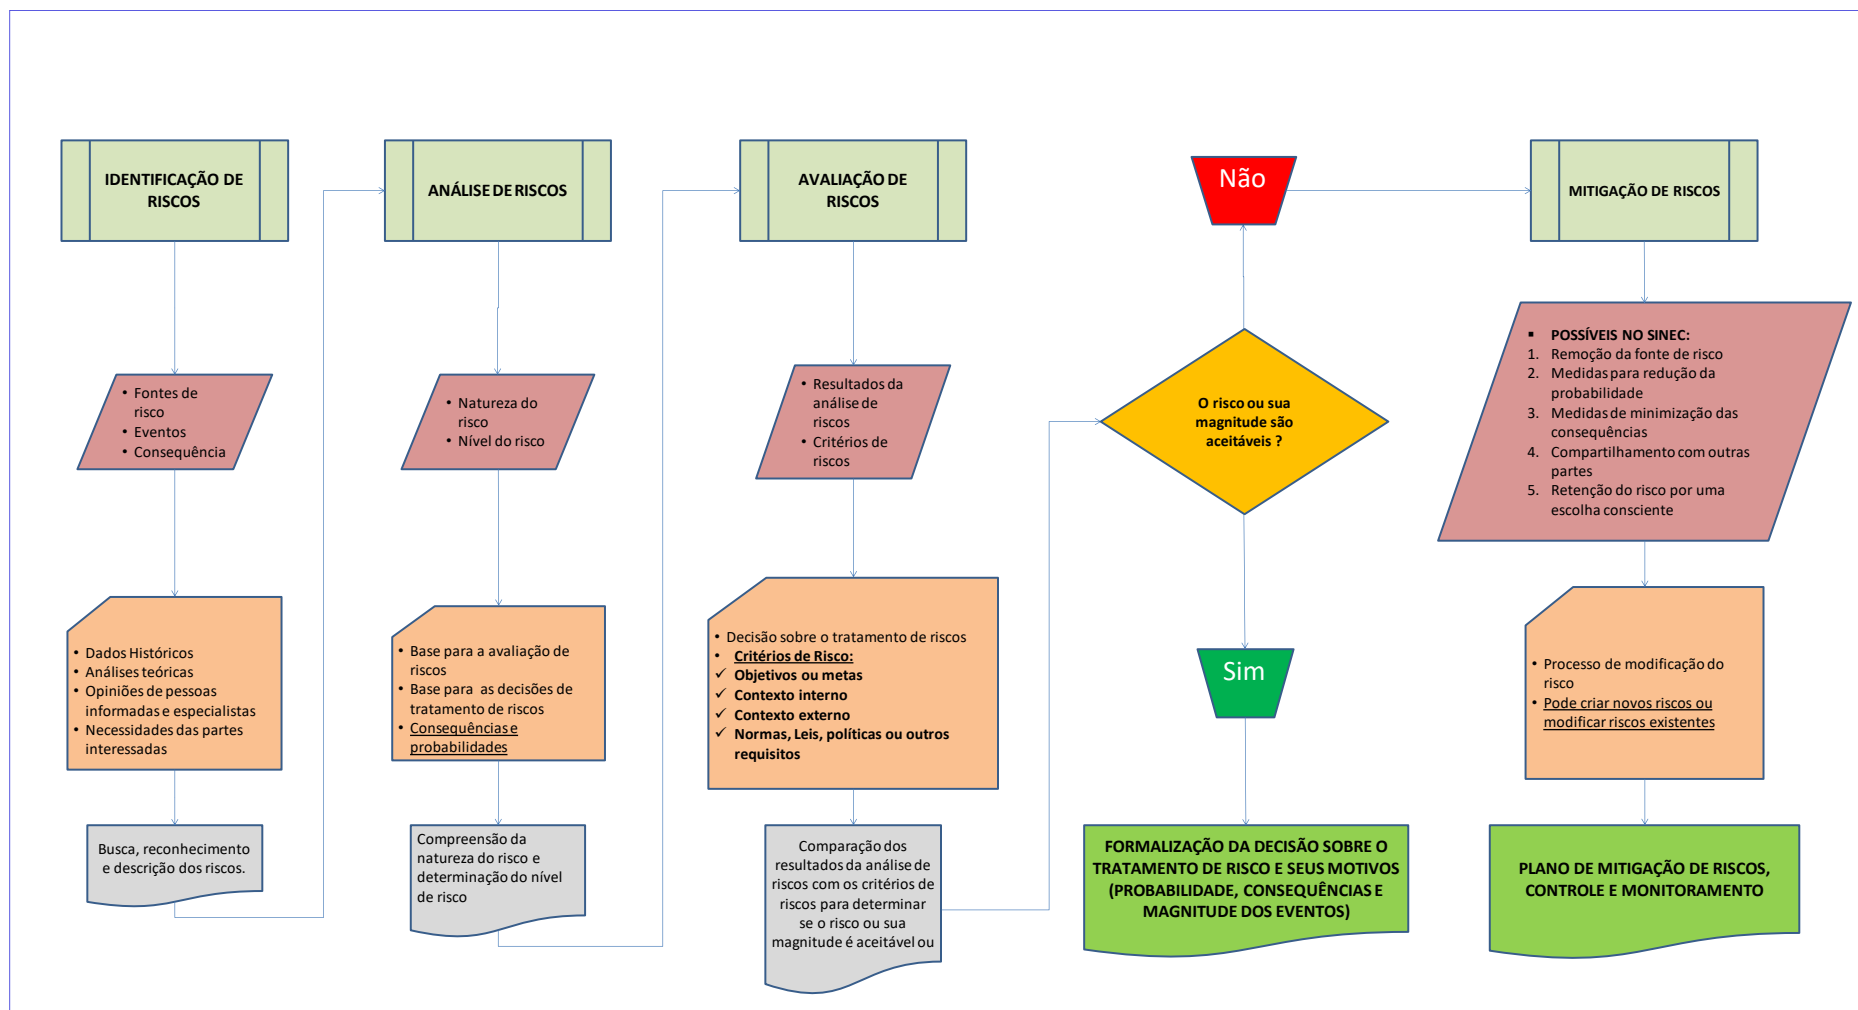 IDENTIFICAÇÃO DE
RISCOS
• Fontes de
risco
• Eventos
• Consequência
• Dados Históricos
• Análises teóricas
• Opiniões de pessoas
informadas e especialistas
• Necessidades das partes
interessadas
Busca, reconhecimento
e descrição dos riscos.
ANÁLISE DE RISCOS
• Natureza do
risco
• Nível do risco
• Base para a avaliação de
riscos
• Base para as decisões de
tratamento de riscos
• Consequências e
probabilidades
Compreensão da
natureza do risco e
determinação do nível
de risco
AVALIAÇÃO DE
RISCOS
• Resultados da
análise de
riscos
• Critérios de
riscos
• Decisão sobre o tratamento de riscos
• Critérios de Risco:
✓ Objetivos ou metas
✓ Contexto interno
✓ Contexto externo
✓ Normas, Leis, políticas ou outros
requisitos
Comparação dos
resultados da análise de
riscos com os critérios de
riscos para determinar
se o risco ou sua
magnitude é aceitável ou
Não
O risco ou sua
magnitude são
aceitáveis ?
Sim
FORMALIZAÇÃO DA DECISÃO SOBRE O
TRATAMENTO DE RISCO E SEUS MOTIVOS
(PROBABILIDADE, CONSEQUÊNCIAS E
MAGNITUDE DOS EVENTOS)
MITIGAÇÃO DE RISCOS
▪ POSSÍVEIS NO SINEC:
1. Remoção da fonte de risco
2. Medidas para redução da
probabilidade
3. Medidas de minimização das
consequências
4. Compartilhamento com outras
partes
5. Retenção do risco por uma
escolha consciente
• Processo de modificação do
risco
• Pode criar novos riscos ou
modificar riscos existentes
PLANO DE MITIGAÇÃO DE RISCOS,
CONTROLE E MONITORAMENTO